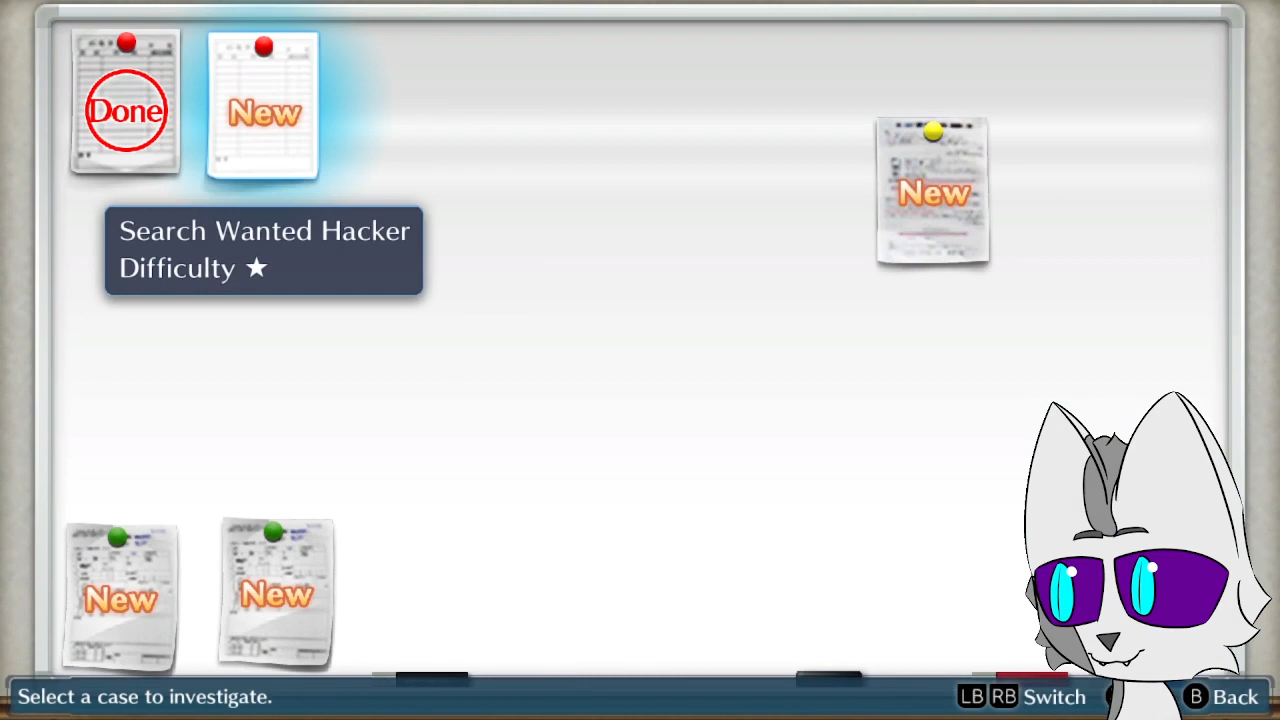 Done
New
New
Search Wanted Hacker
Difficulty ★
New
New
Select a case to investigate.
LB RB Switch
B Back